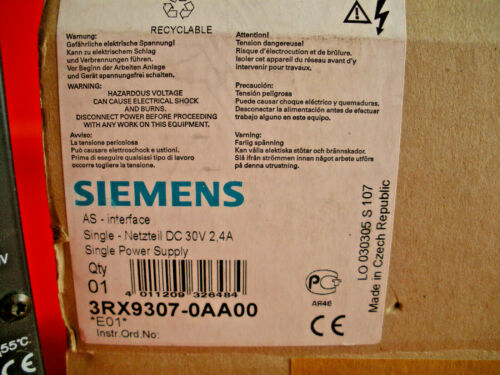 RECYCLABLE
Warnung:
Gefährliche elektrische Spannung!
Kann zu elektrischem Schlag
und Verbrennungen führen.
Vor Beginn der Arbeiten Anlage
und Gerät spannungsfrei schalten.
WARNING:
HAZARDOUS VOLTAGE
CAN CAUSE ELECTRICAL SHOCK
AND BURNS.
DISCONNECT POWER BEFORE PROCEEDING
WITH ANY WORK ON THIS EQUIPMENT.
Avviso:
La tensione pericolosa
Può causare elettroshock e ustioni.
Prima di eseguire qualsiasi tipo di lavoro
occorre togliere la tensione.
Attention!
Tension dangereuse!
Risque d'électrocution et de brûlure.
Isoler cet appareil du réseau avant d'y
intervenir pour travaux.
Precaución:
Tensión peligrosa
Puede causar choque eléctrico y quemaduras.
Desconectar la alimentación antes de efectuar
trabajo alguno en este equipo.
Varning:
Farlig spänning
Kan vålla elektriska stötar och brännskador.
Slå ifrån strömmen innan något arbete utförs
på denna utrustning.
SIEMENS
AS - interface
Single - Netzteil DC 30V 2,4A
Single Power Supply
Qty
01
4 011209 326484
3RX9307-0AA00
*E01*
Instr.Ord.No:
АЯ46
CE
LO 030305 S 107
Made in Czech Republic
V
55°C
CE